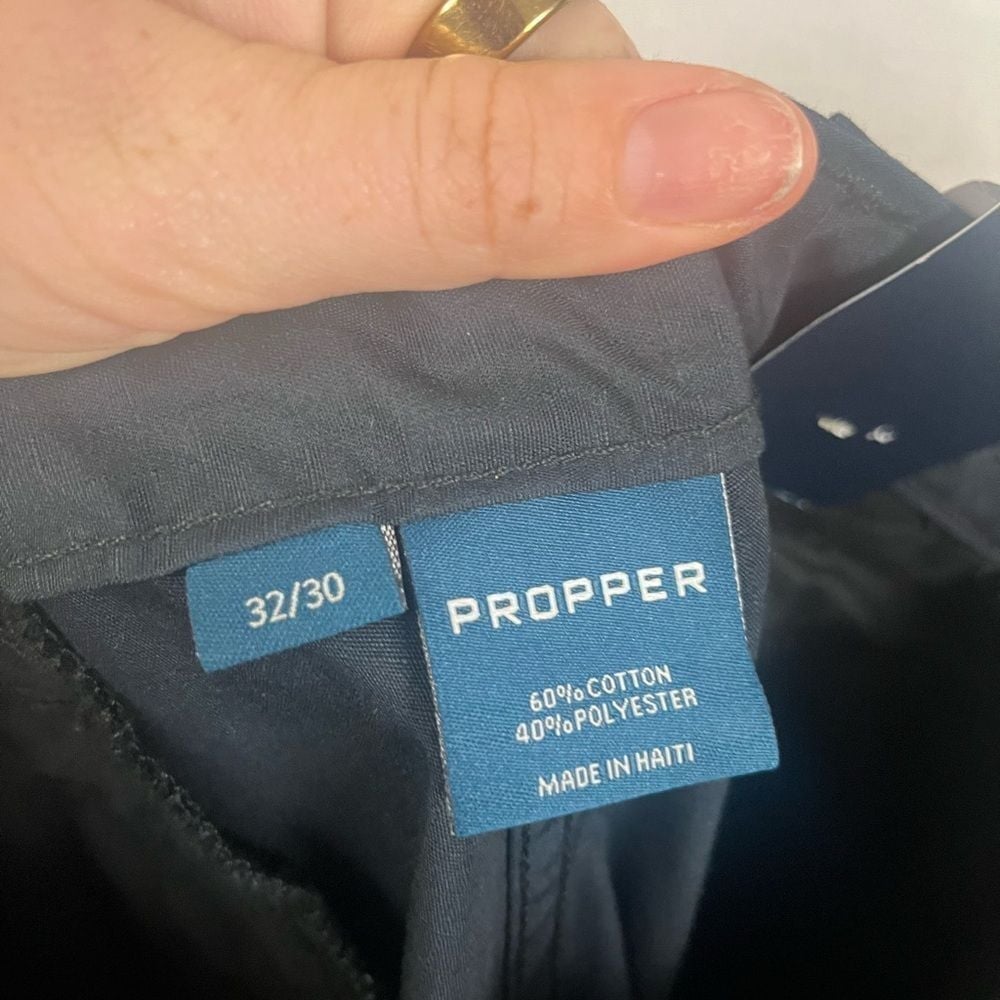 32/30
PROPPER
60% COTTON
40% POLYESTER
MADE IN HAITI